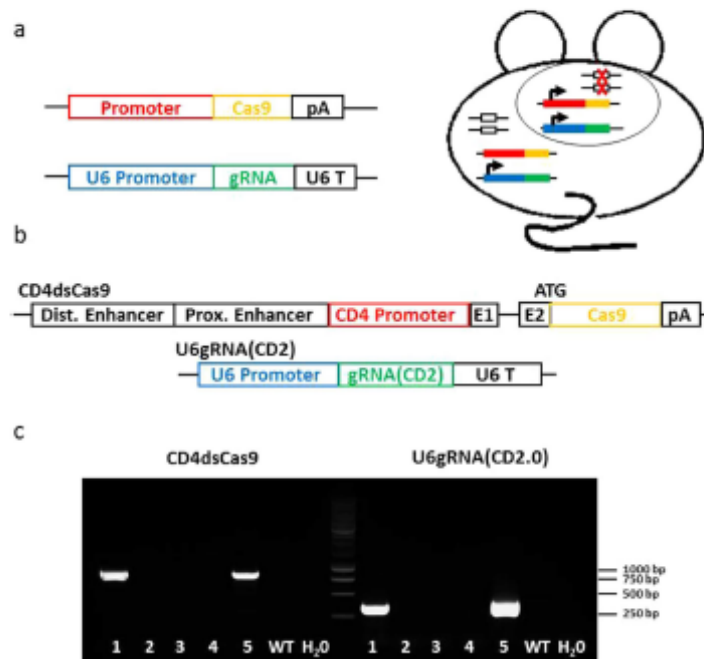 a
Promoter Cas9 pA
U6 Promoter gRNA U6 T
b
CD4dsCas9 ATG
Dist. Enhancer Prox. Enhancer CD4 Promoter E1 E2 Cas9 pA
U6gRNA(CD2)
U6 Promoter gRNA(CD2) U6 T
c
CD4dsCas9 U6gRNA(CD2.0)
1000 bp
750 bp
500 bp
250 bp
1 2 3 4 5 WT H₂0 1 2 3 4 5 WT H₂0